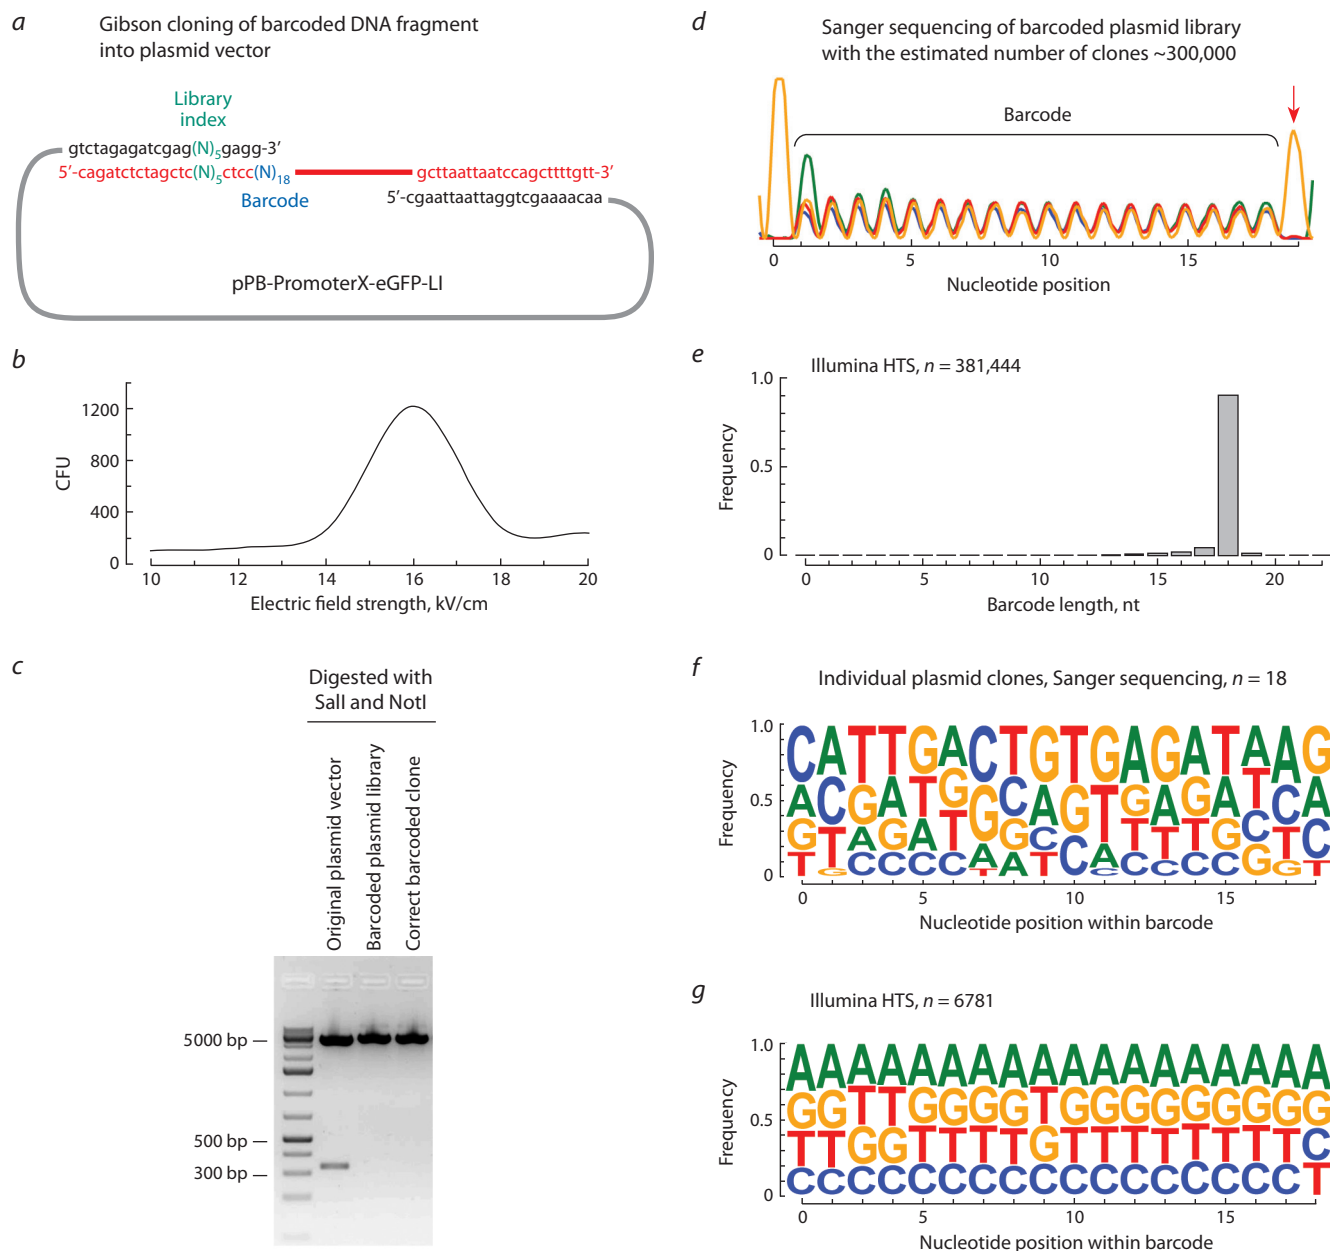 a
Gibson cloning of barcoded DNA fragment
into plasmid vector
Library
index
gtctagagatcgag(N)5gagg-3'
5'-cagatctctagctc(N)5ctcc(N)18
gcttaattaatccagcttttgtt-3'
Barcode
5'-cgaattaattaggtcgaaaacaa
pPB-PromoterX-eGFP-LI
b
CFU
1200
800
400
0
10 12 14 16 18 20
Electric field strength, kV/cm
c
Digested with
SalI and NotI
Original plasmid vector
Barcoded plasmid library
Correct barcoded clone
5000 bp
500 bp
300 bp
d
Sanger sequencing of barcoded plasmid library
with the estimated number of clones ~300,000
Barcode
0 5 10 15
Nucleotide position
e
Illumina HTS, n = 381,444
Frequency
1.0
0.5
0
0 5 10 15 20
Barcode length, nt
f
Individual plasmid clones, Sanger sequencing, n = 18
Frequency
1.0
0.5
0
CATTGACTGTGAGATAAG
0 5 10 15
Nucleotide position within barcode
g
Illumina HTS, n = 6781
Frequency
1.0
0.5
0
AAAAAAAAAAAAAAAAAA
GGTTGGGGTGGGGGGGGG
TTGGTTTTGTTTTTTTTC
CCCCCCCCCCCCCCCCCT
0 5 10 15
Nucleotide position within barcode